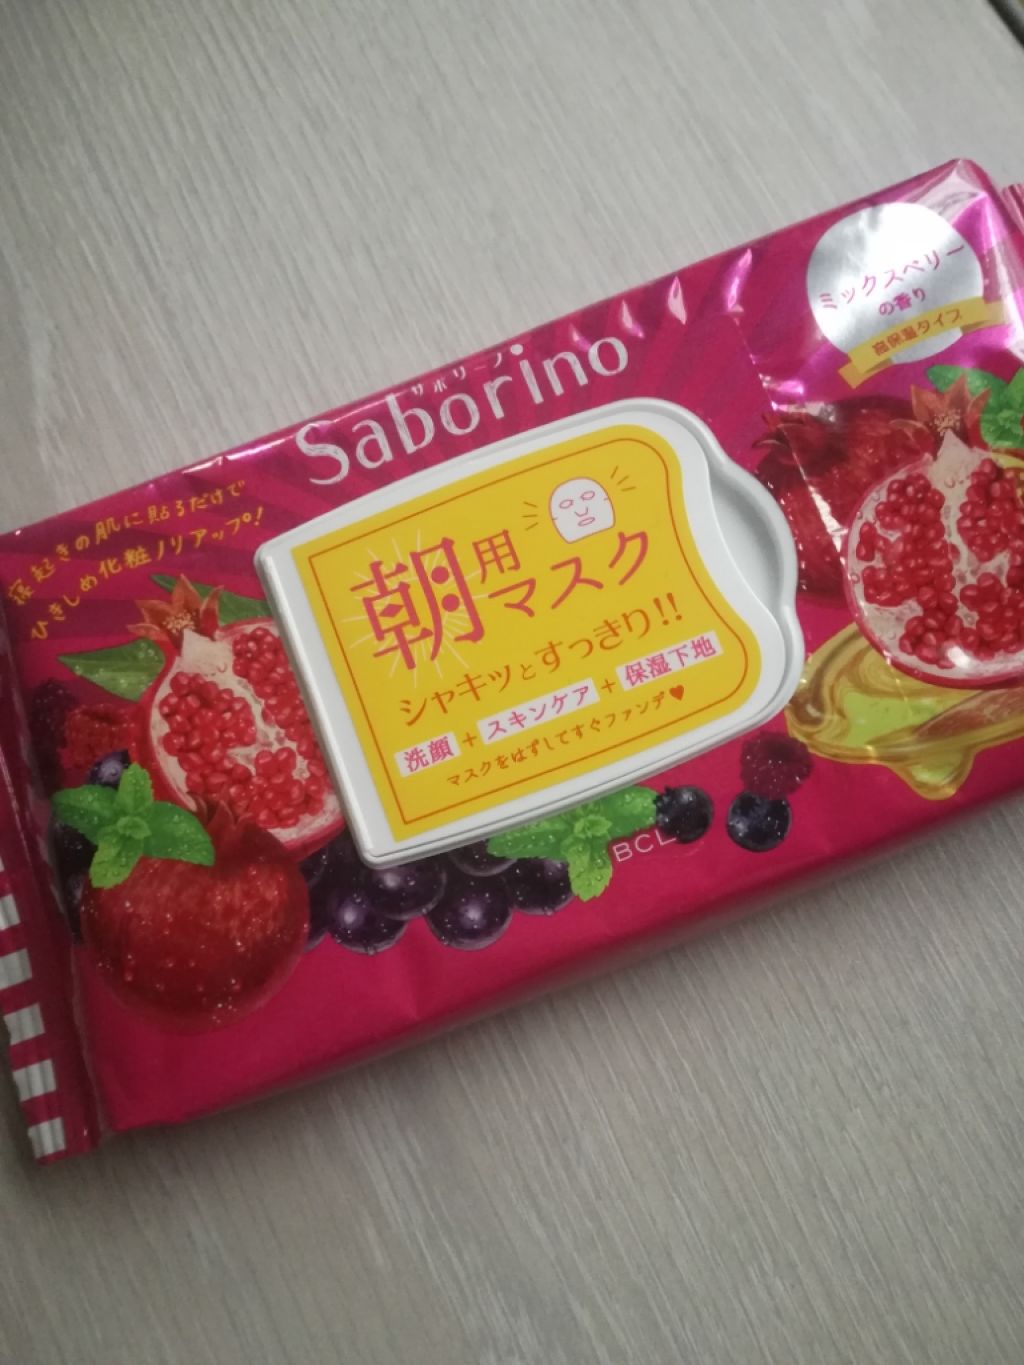 ミックスベリー
の香り
高保湿タイプ
サボリーノ
Saborino
寝起きの肌に貼るだけで
ひきしめ化粧ノリアップ!
朝用マスク
シャキッとすっきり!!
洗顔+スキンケア+保湿下地
マスクをはずしてすぐファンデ♥
BCL